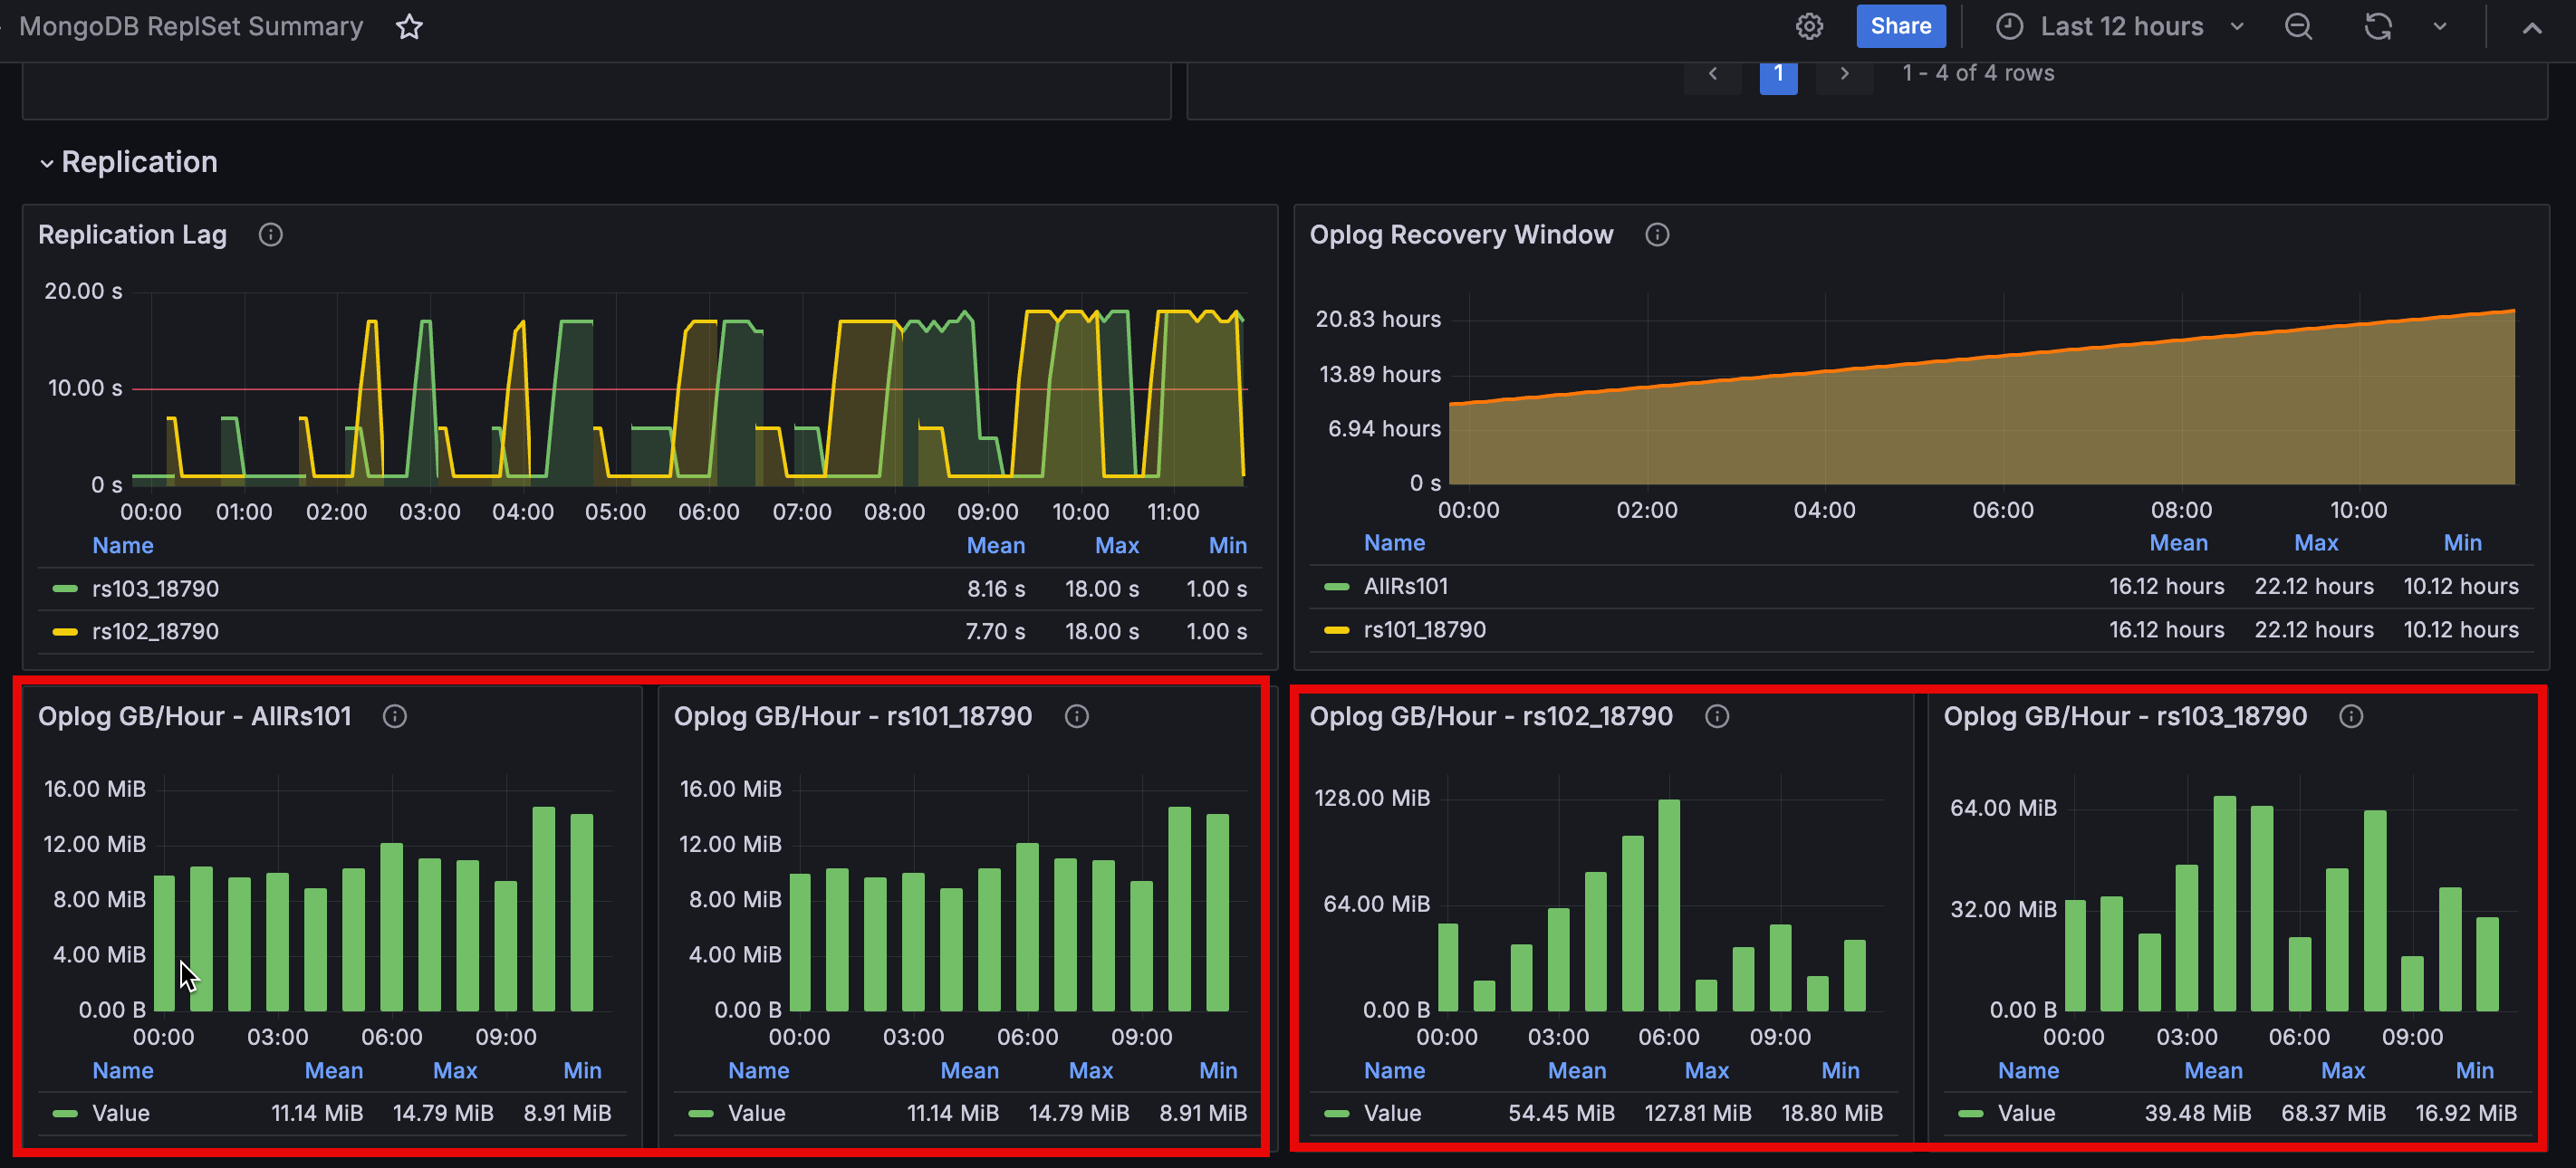 MongoDB ReplSet Summary
Share
Last 12 hours
1
1 - 4 of 4 rows
Replication
Replication Lag
20.00 s
10.00 s
0 s
00:00 01:00 02:00 03:00 04:00 05:00 06:00 07:00 08:00 09:00 10:00 11:00
Name Mean Max Min
rs103_18790 8.16 s 18.00 s 1.00 s
rs102_18790 7.70 s 18.00 s 1.00 s
Oplog Recovery Window
20.83 hours
13.89 hours
6.94 hours
0 s
00:00 02:00 04:00 06:00 08:00 10:00
Name Mean Max Min
AllRs101 16.12 hours 22.12 hours 10.12 hours
rs101_18790 16.12 hours 22.12 hours 10.12 hours
Oplog GB/Hour - AllRs101
16.00 MiB
12.00 MiB
8.00 MiB
4.00 MiB
0.00 B
00:00 03:00 06:00 09:00
Name Mean Max Min
Value 11.14 MiB 14.79 MiB 8.91 MiB
Oplog GB/Hour - rs101_18790
16.00 MiB
12.00 MiB
8.00 MiB
4.00 MiB
0.00 B
00:00 03:00 06:00 09:00
Name Mean Max Min
Value 11.14 MiB 14.79 MiB 8.91 MiB
Oplog GB/Hour - rs102_18790
128.00 MiB
64.00 MiB
0.00 B
00:00 03:00 06:00 09:00
Name Mean Max Min
Value 54.45 MiB 127.81 MiB 18.80 MiB
Oplog GB/Hour - rs103_18790
64.00 MiB
32.00 MiB
0.00 B
00:00 03:00 06:00 09:00
Name Mean Max Min
Value 39.48 MiB 68.37 MiB 16.92 MiB